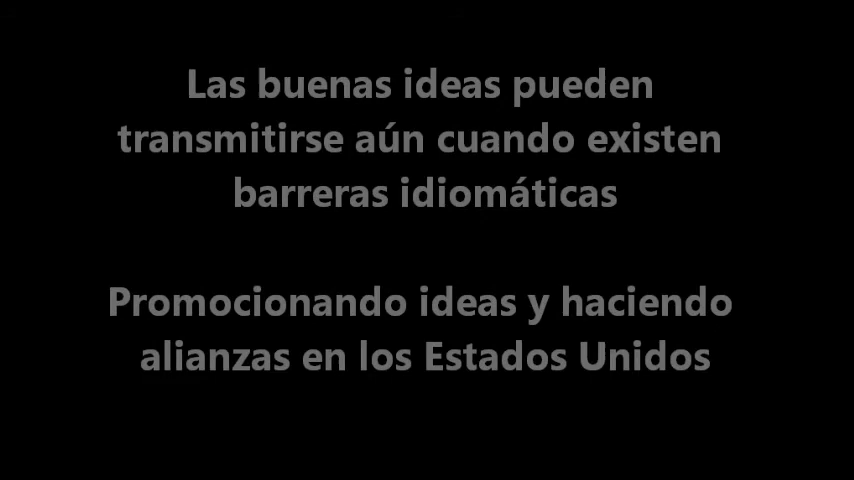 Las buenas ideas pueden
transmitirse aún cuando existen
barreras idiomáticas
Promocionando ideas y haciendo
alianzas en los Estados Unidos